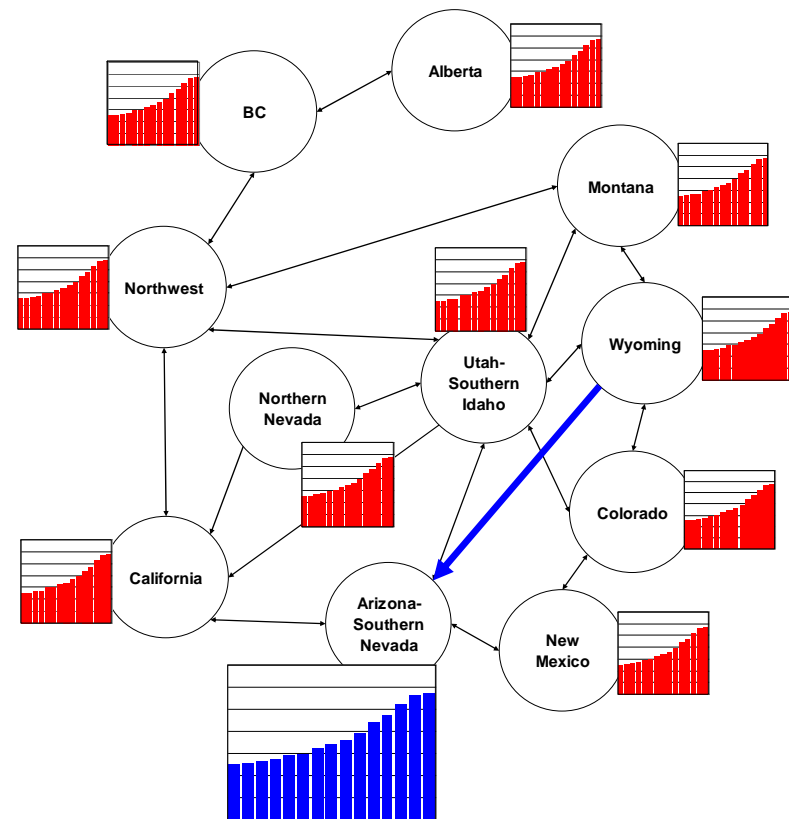 Alberta
BC
Montana
Northwest
Wyoming
Utah-
Southern
Idaho
Northern
Nevada
Colorado
California
Arizona-
Southern
Nevada
New
Mexico